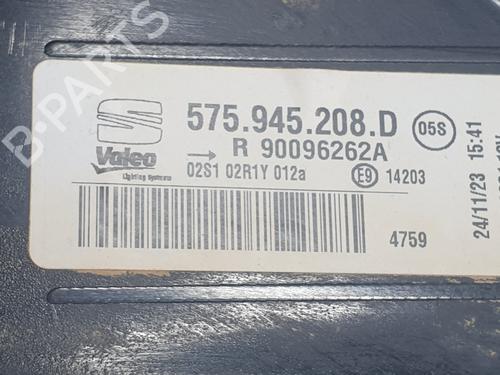 575.945.208.D
05S
R 90096262A
Valeo
Lighting Systems
02S1 02R1Y 012a
E9 14203
4759
24/11/23 15:41
B-PARTS